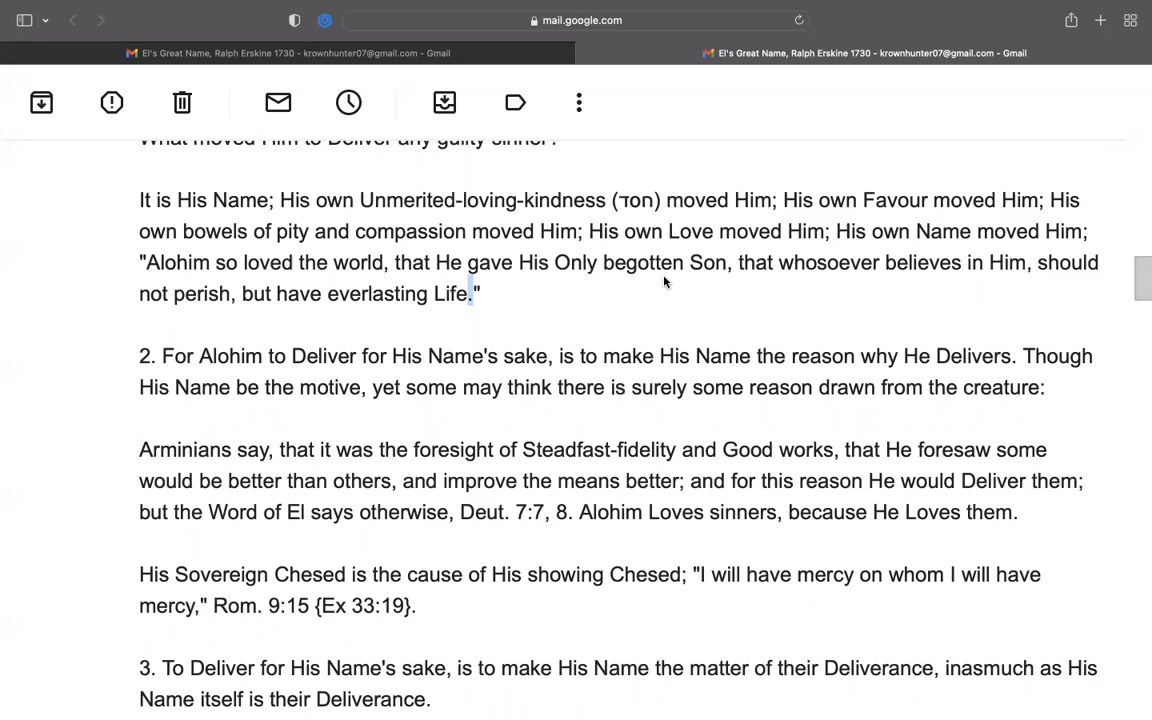 mail.google.com
El's Great Name, Ralph Erskine 1730 - krownhunter07@gmail.com - Gmail
El's Great Name, Ralph Erskine 1730 - krownhunter07@gmail.com - Gmail
What moved Him to Deliver any guilty sinner?
It is His Name; His own Unmerited-loving-kindness (חסד) moved Him; His own Favour moved Him; His
own bowels of pity and compassion moved Him; His own Love moved Him; His own Name moved Him;
"Alohim so loved the world, that He gave His Only begotten Son, that whosoever believes in Him, should
not perish, but have everlasting Life."
2. For Alohim to Deliver for His Name's sake, is to make His Name the reason why He Delivers. Though
His Name be the motive, yet some may think there is surely some reason drawn from the creature:
Arminians say, that it was the foresight of Steadfast-fidelity and Good works, that He foresaw some
would be better than others, and improve the means better; and for this reason He would Deliver them;
but the Word of El says otherwise, Deut. 7:7, 8. Alohim Loves sinners, because He Loves them.
His Sovereign Chesed is the cause of His showing Chesed; "I will have mercy on whom I will have
mercy," Rom. 9:15 {Ex 33:19}.
3. To Deliver for His Name's sake, is to make His Name the matter of their Deliverance, inasmuch as His
Name itself is their Deliverance.